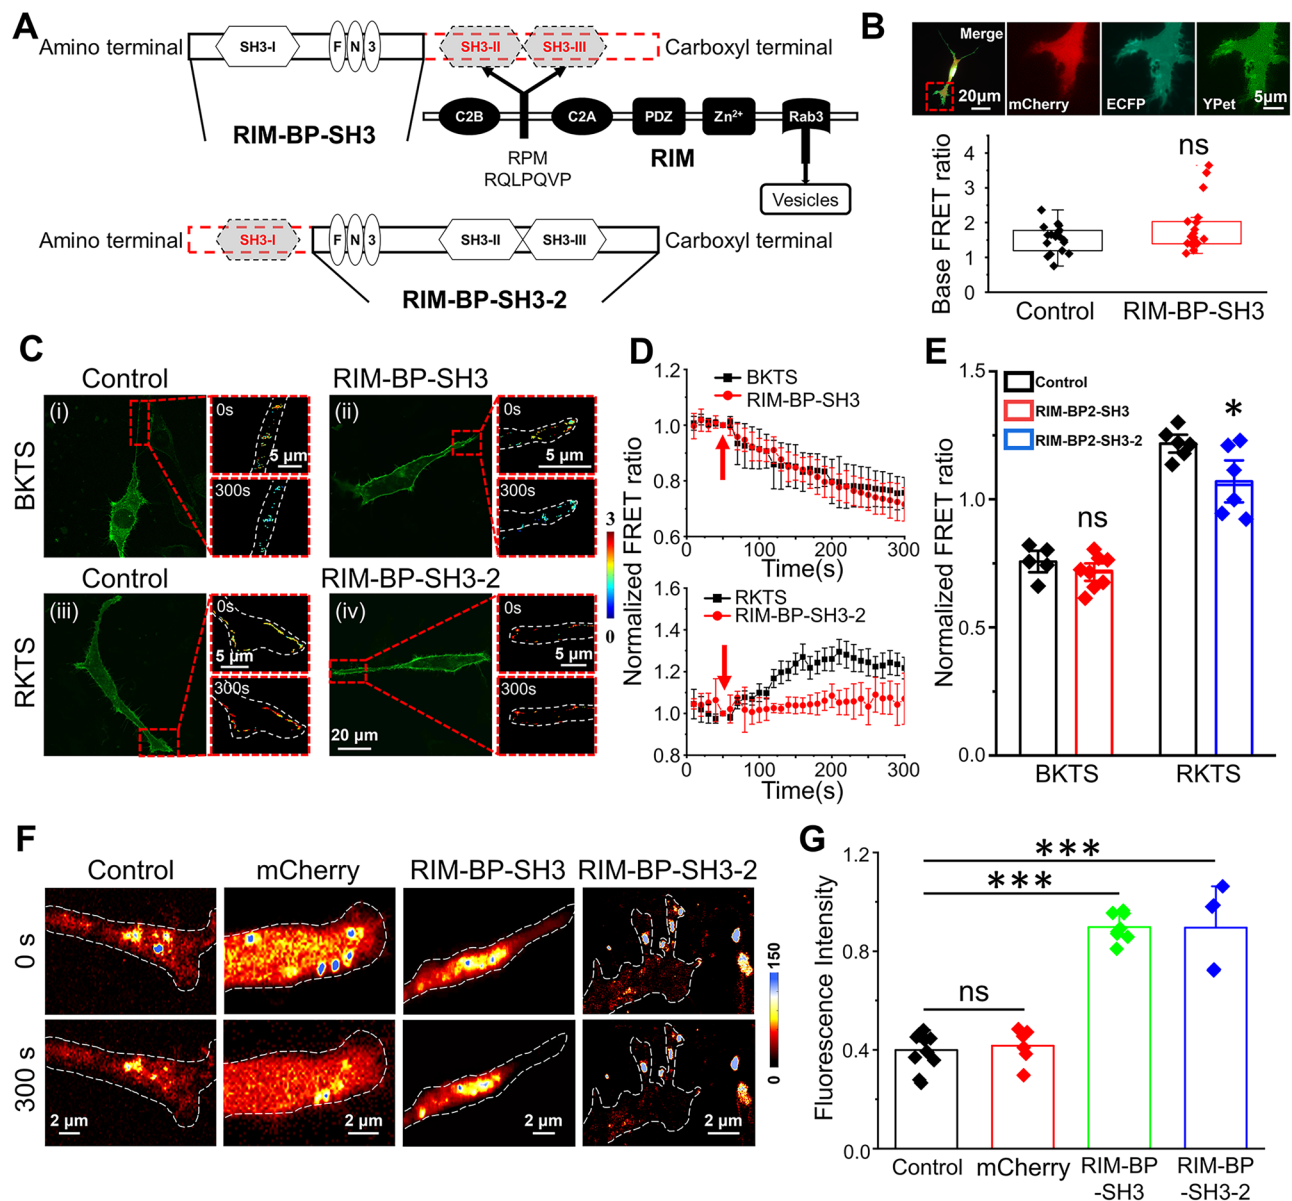 A
Amino terminal
SH3-I
F N 3
SH3-II
SH3-III
Carboxyl terminal
RIM-BP-SH3
C2B
C2A
PDZ
Zn2+
Rab3
RPM
RQLPQVP
RIM
Vesicles
Amino terminal
SH3-I
F N 3
SH3-II
SH3-III
Carboxyl terminal
RIM-BP-SH3-2
B
Merge
20μm
mCherry
ECFP
YPet
5μm
Base FRET ratio
4
3
2
1
0
ns
Control
RIM-BP-SH3
C
Control
RIM-BP-SH3
BKTS
(i)
0s
5 μm
300s
(ii)
0s
5 μm
300s
Control
RIM-BP-SH3-2
RKTS
(iii)
0s
5 μm
300s
(iv)
20 μm
0s
5 μm
300s
3
0
D
Normalized FRET ratio
1.2
1.0
0.8
0.6
BKTS
RIM-BP-SH3
0 100 200 300
Time(s)
1.6
1.4
1.2
1.0
0.8
RKTS
RIM-BP-SH3-2
0 100 200 300
Time(s)
E
Normalized FRET ratio
1.5
1.0
0.5
0.0
Control
RIM-BP2-SH3
RIM-BP2-SH3-2
ns
*
BKTS
RKTS
F
Control
mCherry
RIM-BP-SH3
RIM-BP-SH3-2
0 s
300 s
2 μm
2 μm
2 μm
2 μm
150
0
G
Fluorescence Intensity
1.2
0.8
0.4
0.0
***
***
ns
Control
mCherry
RIM-BP
-SH3
RIM-BP
-SH3-2